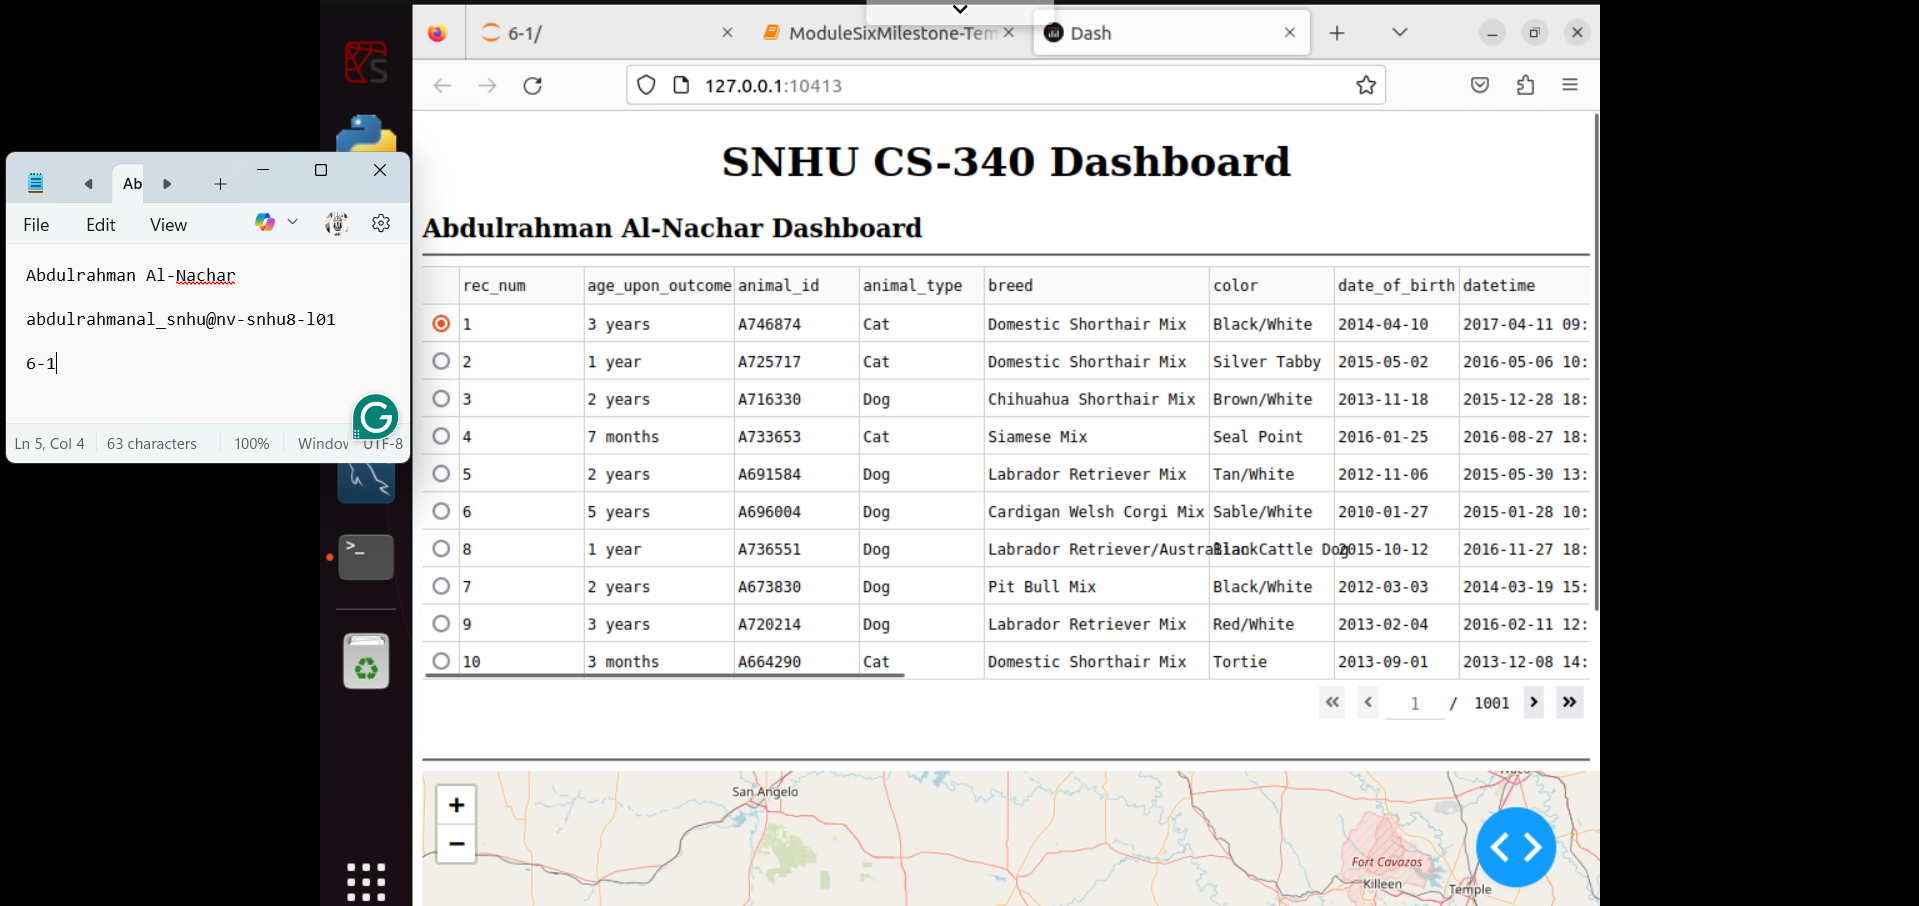 6-1/
ModuleSixMilestone-Tem
Dash
127.0.0.1:10413
Ab
File Edit View
Abdulrahman Al-Nachar
abdulrahmanal_snhu@nv-snhu8-l01
6-1
Ln 5, Col 4 63 characters 100% Window UTF-8
SNHU CS-340 Dashboard
Abdulrahman Al-Nachar Dashboard
rec_num age_upon_outcome animal_id animal_type breed color date_of_birth datetime
1 3 years A746874 Cat Domestic Shorthair Mix Black/White 2014-04-10 2017-04-11 09:
2 1 year A725717 Cat Domestic Shorthair Mix Silver Tabby 2015-05-02 2016-05-06 10:
3 2 years A716330 Dog Chihuahua Shorthair Mix Brown/White 2013-11-18 2015-12-28 18:
4 7 months A733653 Cat Siamese Mix Seal Point 2016-01-25 2016-08-27 18:
5 2 years A691584 Dog Labrador Retriever Mix Tan/White 2012-11-06 2015-05-30 13:
6 5 years A696004 Dog Cardigan Welsh Corgi Mix Sable/White 2010-01-27 2015-01-28 10:
8 1 year A736551 Dog Labrador Retriever/Australian Cattle Dog Black 2015-10-12 2016-11-27 18:
7 2 years A673830 Dog Pit Bull Mix Black/White 2012-03-03 2014-03-19 15:
9 3 years A720214 Dog Labrador Retriever Mix Red/White 2013-02-04 2016-02-11 12:
10 3 months A664290 Cat Domestic Shorthair Mix Tortie 2013-09-01 2013-12-08 14:
1 / 1001
+
−
San Angelo
Waco
Fort Cavazos
Killeen
Temple